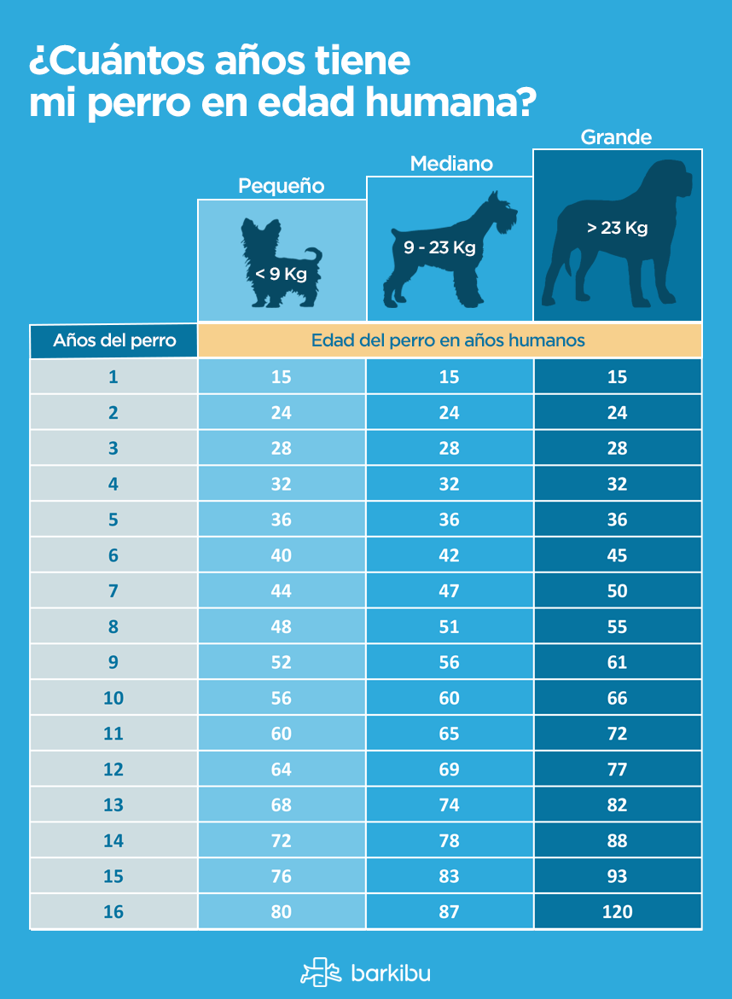 ¿Cuántos años tiene
mi perro en edad humana?
Pequeño
Mediano
Grande
< 9 Kg
9 - 23 Kg
> 23 Kg
Años del perro Edad del perro en años humanos
1 15 15 15
2 24 24 24
3 28 28 28
4 32 32 32
5 36 36 36
6 40 42 45
7 44 47 50
8 48 51 55
9 52 56 61
10 56 60 66
11 60 65 72
12 64 69 77
13 68 74 82
14 72 78 88
15 76 83 93
16 80 87 120
barkibu